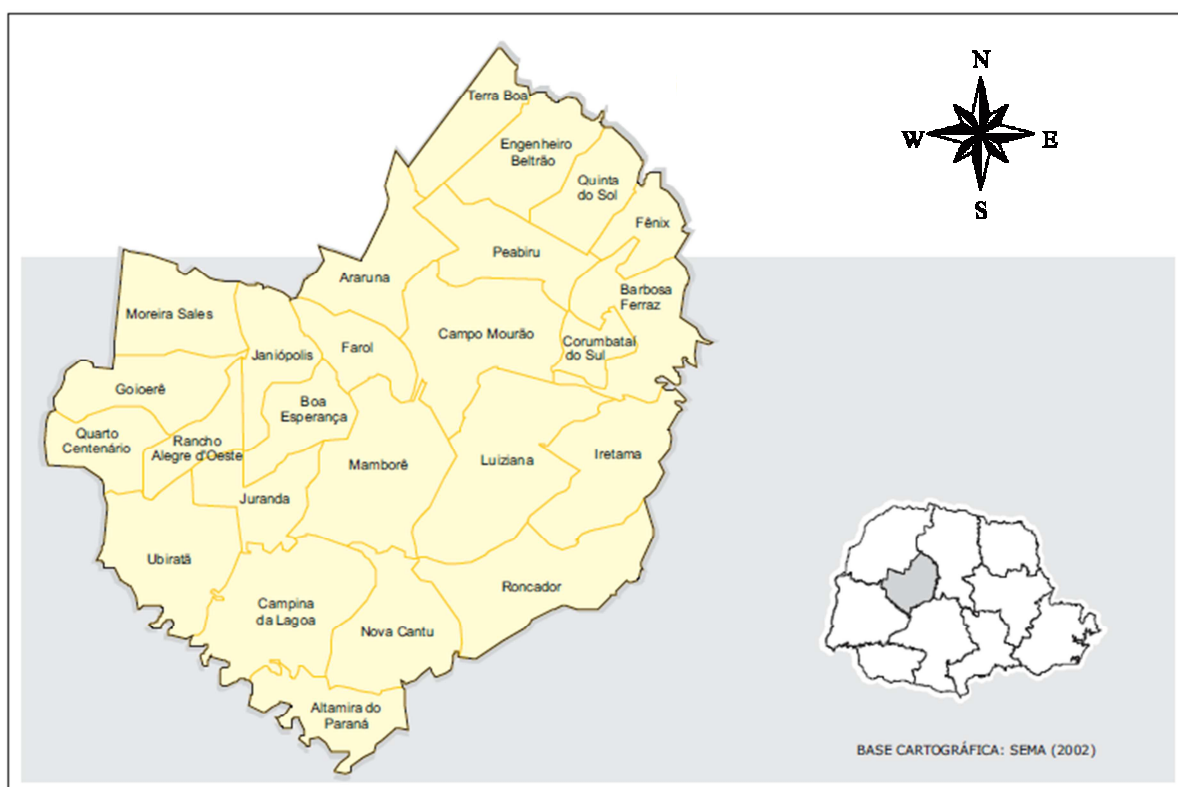 N
W
E
S
Terra Boa
Engenheiro
Beltrão
Quinta
do Sol
Fênix
Peabiru
Araruna
Barbosa
Ferraz
Moreira Sales
Campo Mourão
Corumbatal
do Sul
Janiópolis
Farol
Goioerê
Boa
Esperança
Quarto
Centenário
Rancho
Alegre d'Oeste
Mamborê
Luiziana
Iretama
Juranda
Ubiratã
Roncador
Campina
da Lagoa
Nova Cantu
Altamira do
Paraná
BASE CARTOGRÁFICA: SEMA (2002)